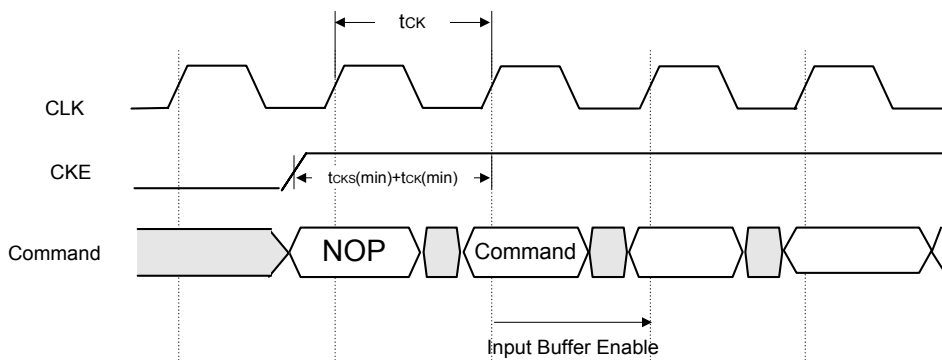 tCK
CLK
CKE
tCKS(min)+tCK(min)
Command
NOP
Command
Input Buffer Enable